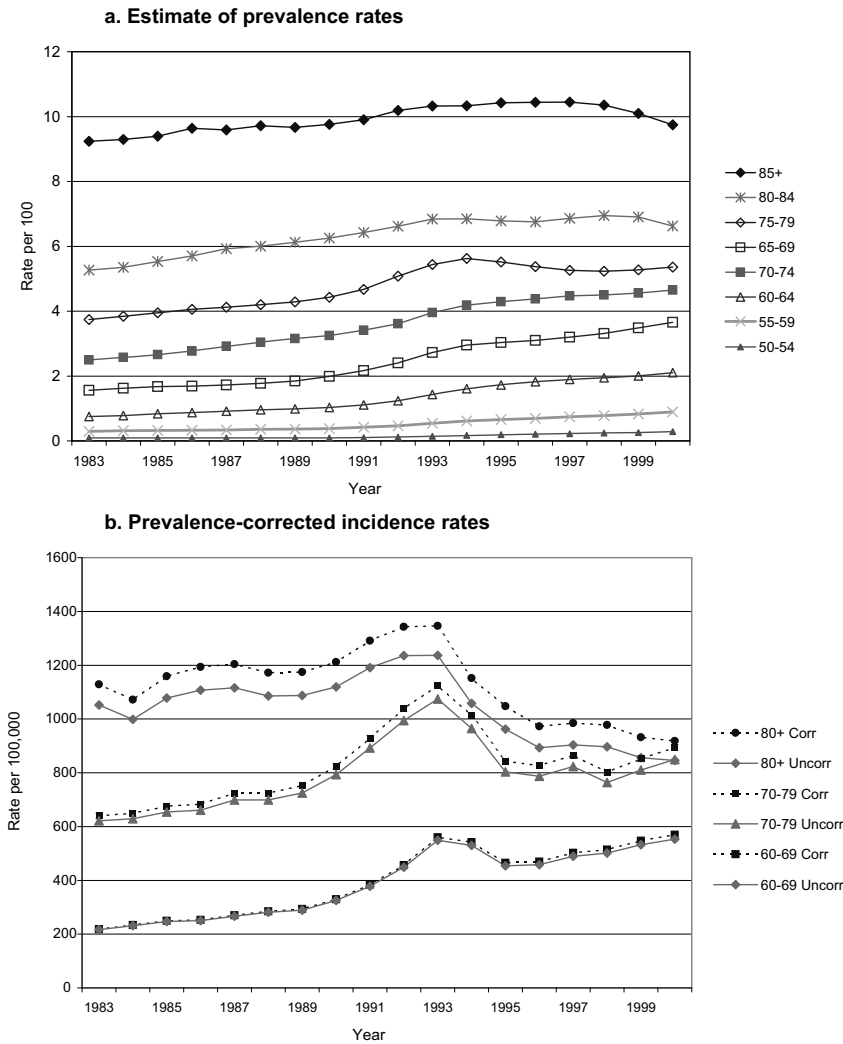 a. Estimate of prevalence rates
12
10
8
6
4
2
0
Rate per 100
1983 1985 1987 1989 1991 1993 1995 1997 1999
Year
85+
80-84
75-79
65-69
70-74
60-64
55-59
50-54
b. Prevalence-corrected incidence rates
1600
1400
1200
1000
800
600
400
200
0
Rate per 100,000
1983 1985 1987 1989 1991 1993 1995 1997 1999
Year
80+ Corr
80+ Uncorr
70-79 Corr
70-79 Uncorr
60-69 Corr
60-69 Uncorr